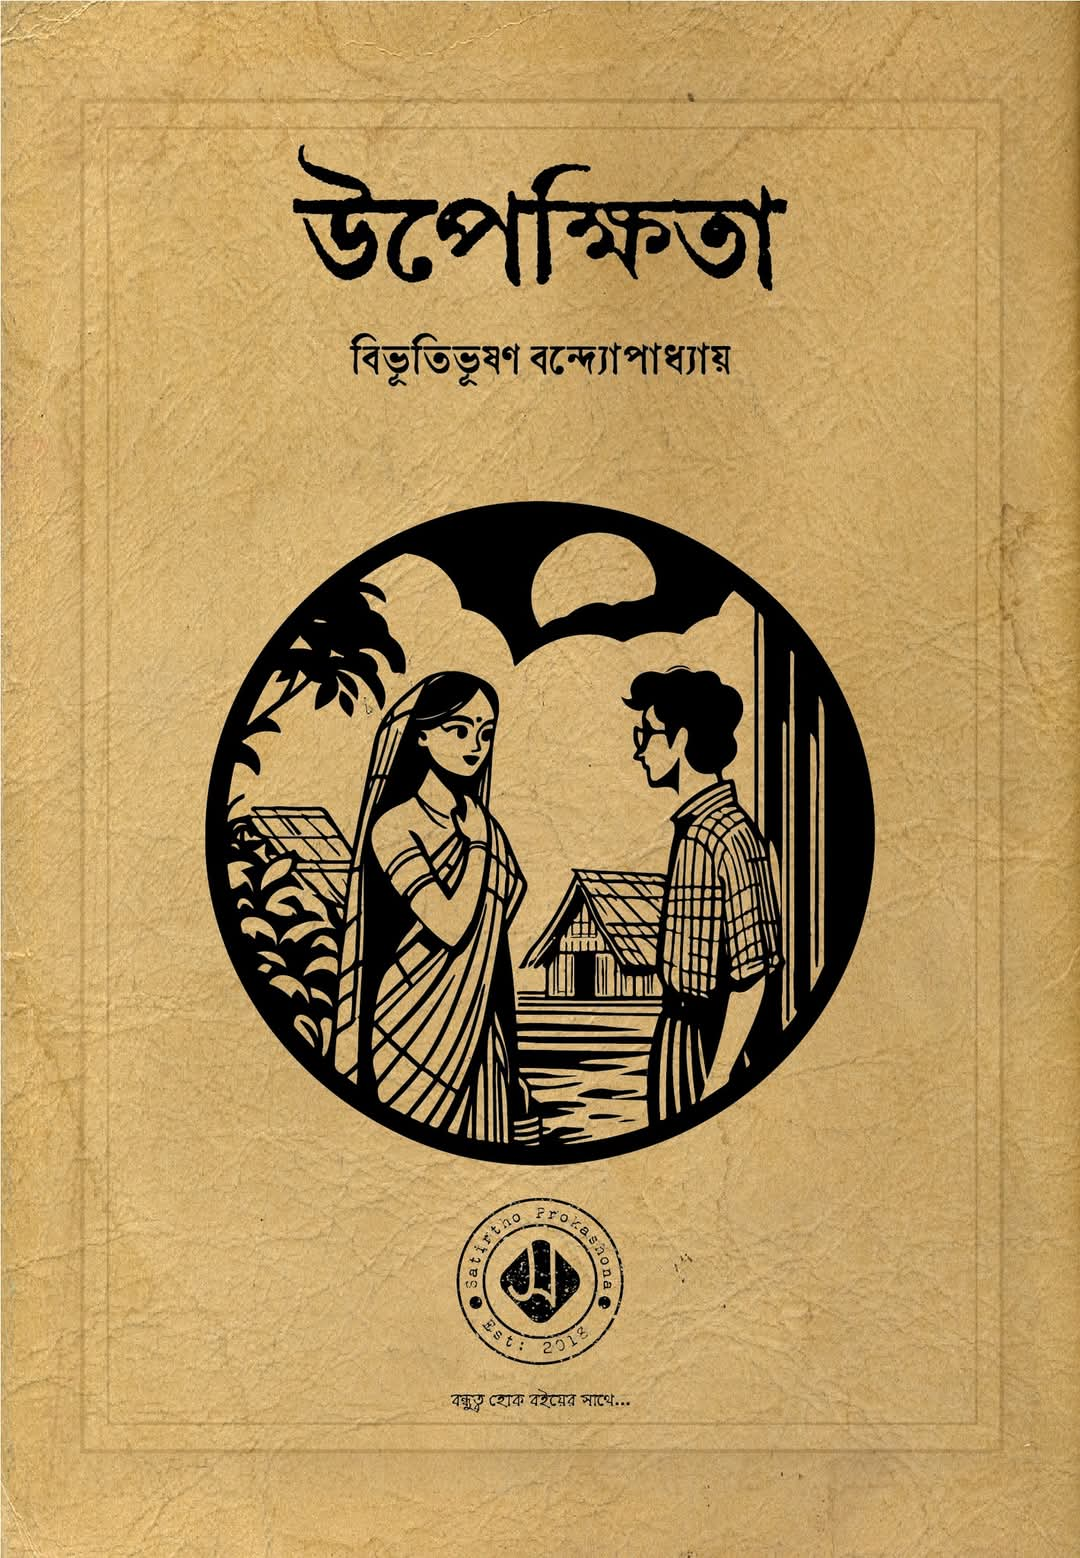 উপেক্ষিতা
বিভূতিভূষণ বন্দ্যোপাধ্যায়
Satirtho Prokashona
স
Est: 2018
বন্ধুত্ব হোক বইয়ের সাথে...